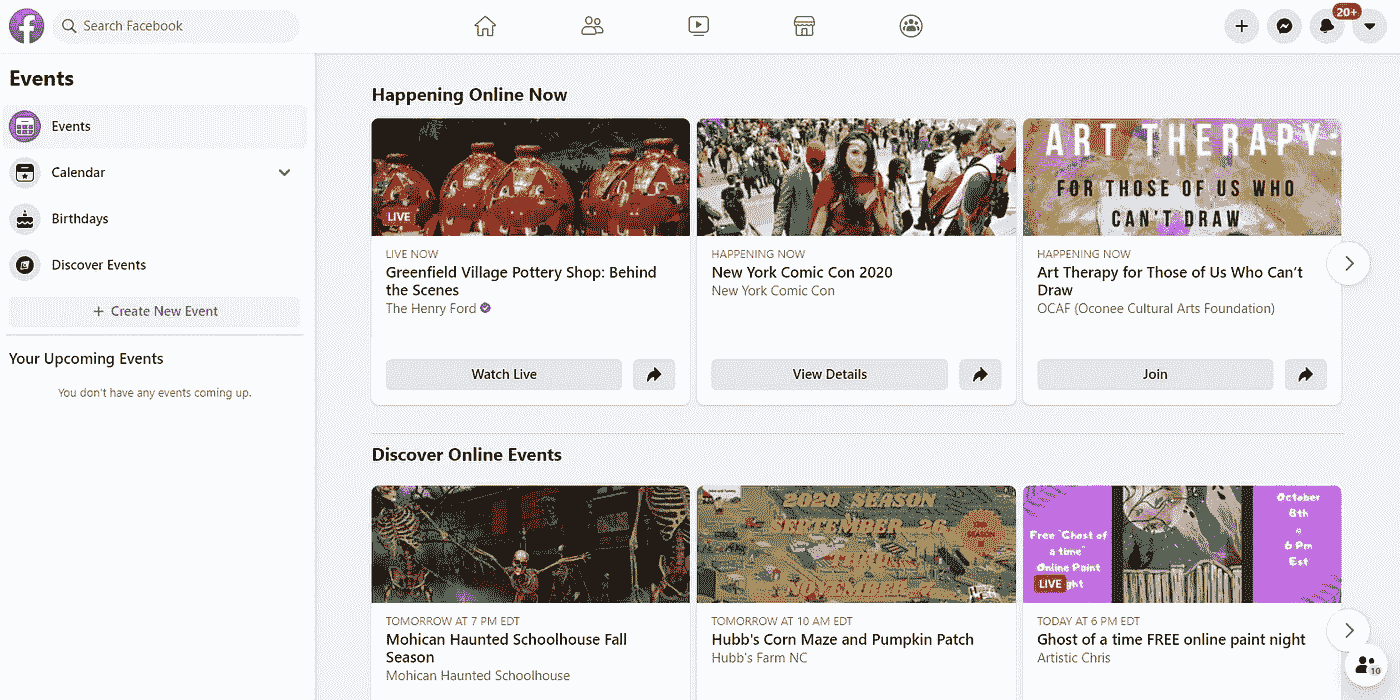 Search Facebook
20+
Events
Events
Calendar
Birthdays
Discover Events
+ Create New Event
Your Upcoming Events
You don't have any events coming up.
Happening Online Now
LIVE
LIVE NOW
Greenfield Village Pottery Shop: Behind
the Scenes
The Henry Ford
Watch Live
HAPPENING NOW
New York Comic Con 2020
New York Comic Con
View Details
ART THERAPY:
FOR THOSE OF US WHO
CAN'T DRAW
HAPPENING NOW
Art Therapy for Those of Us Who Can't
Draw
OCAF (Oconee Cultural Arts Foundation)
Join
Discover Online Events
TOMORROW AT 7 PM EDT
Mohican Haunted Schoolhouse Fall
Season
Mohican Haunted Schoolhouse
2020 SEASON
SEPTEMBER 26
TOMORROW AT 10 AM EDT
Hubb's Corn Maze and Pumpkin Patch
Hubb's Farm NC
Free "Ghost of
a time"
Online Paint
LIVE ght
October
8th
@
6 Pm
Est
TODAY AT 6 PM EDT
Ghost of a time FREE online paint night
Artistic Chris
10